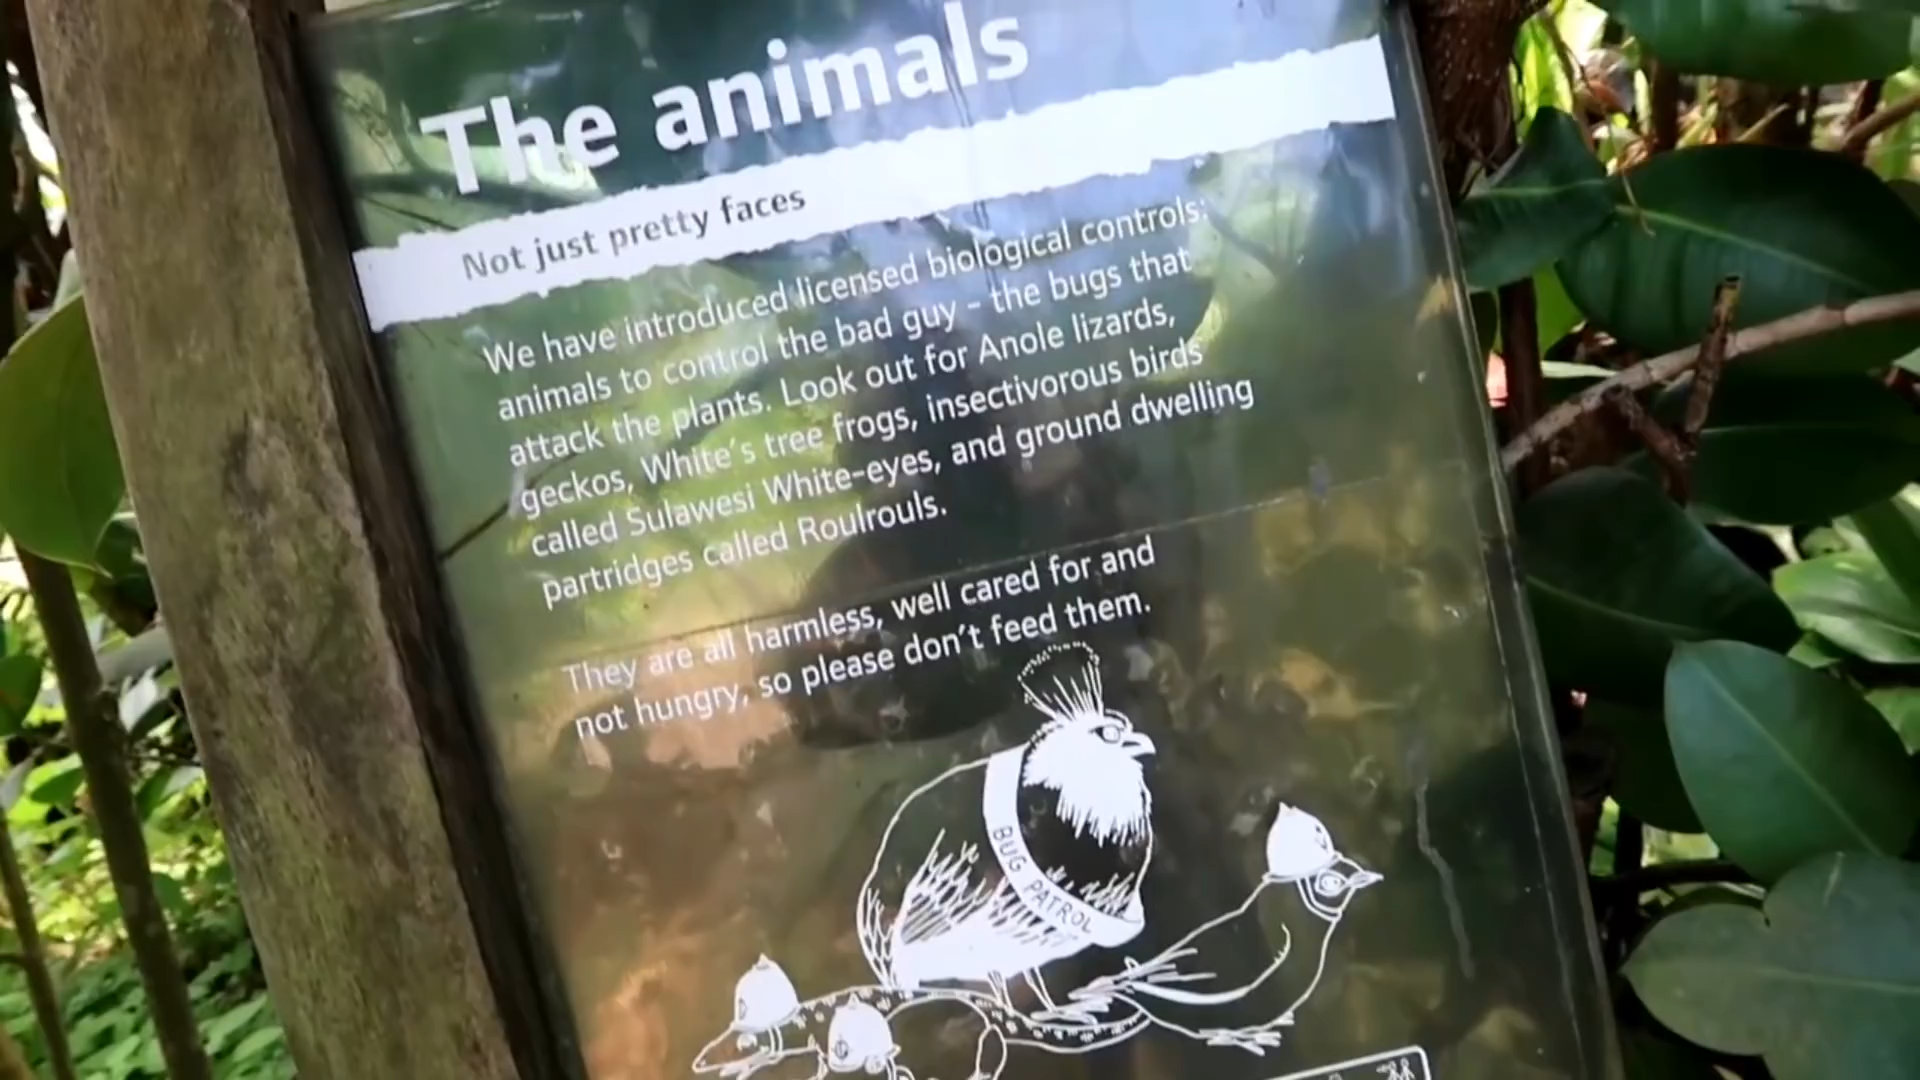 The animals
Not just pretty faces
We have introduced licensed biological controls:
animals to control the bad guy – the bugs that
attack the plants. Look out for Anole lizards,
geckos, White's tree frogs, insectivorous birds
called Sulawesi White-eyes, and ground dwelling
partridges called Roulrouls.
They are all harmless, well cared for and
not hungry, so please don't feed them.
BUG PATROL